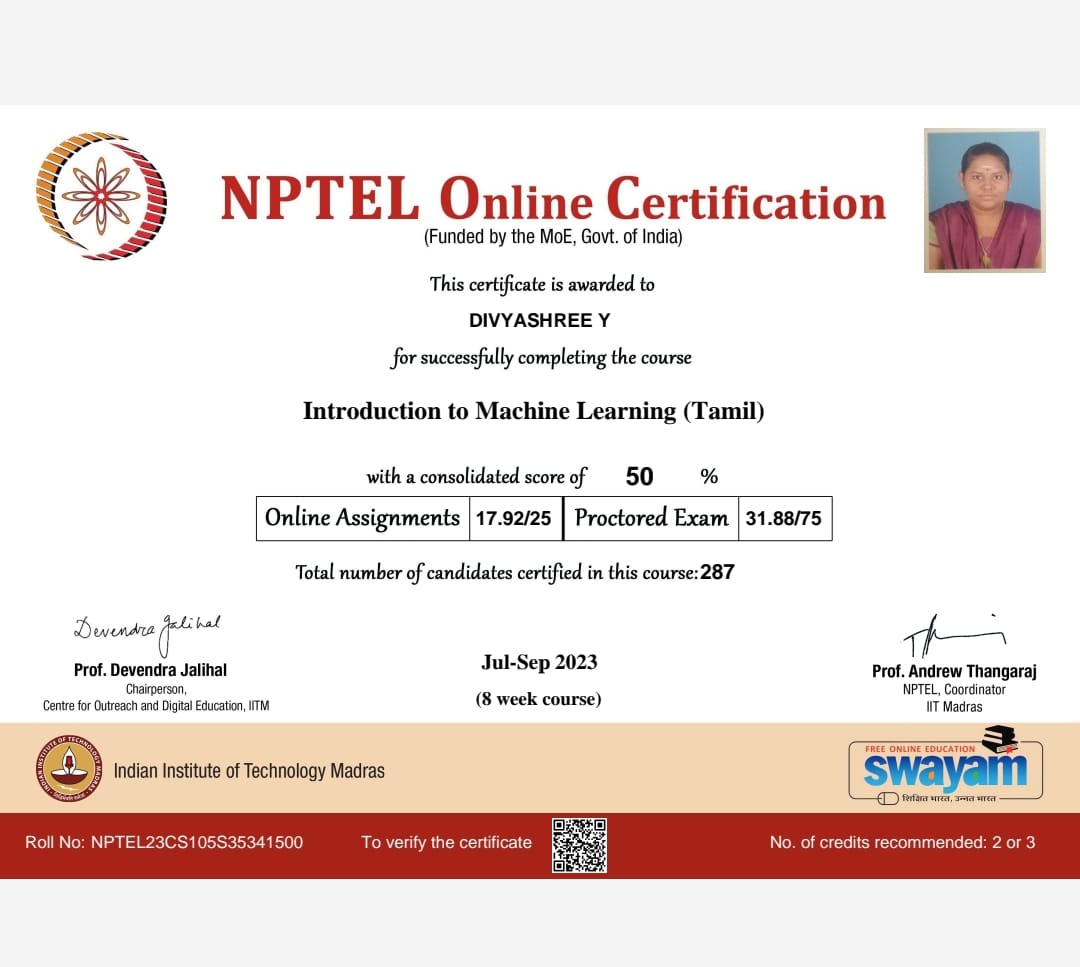 NPTEL Online Certification
(Funded by the MoE, Govt. of India)
This certificate is awarded to
DIVYASHREE Y
for successfully completing the course
Introduction to Machine Learning (Tamil)
with a consolidated score of 50 %
Online Assignments 17.92/25 Proctored Exam 31.88/75
Total number of candidates certified in this course:287
Devendra Jalihal
Prof. Devendra Jalihal
Chairperson,
Centre for Outreach and Digital Education, IITM
Jul-Sep 2023
(8 week course)
Prof. Andrew Thangaraj
NPTEL, Coordinator
IIT Madras
INDIAN INSTITUTE OF TECHNOLOGY MADRAS
Indian Institute of Technology Madras
FREE ONLINE EDUCATION
swayam
शिक्षित भारत, उन्नत भारत
Roll No: NPTEL23CS105S35341500
To verify the certificate
No. of credits recommended: 2 or 3